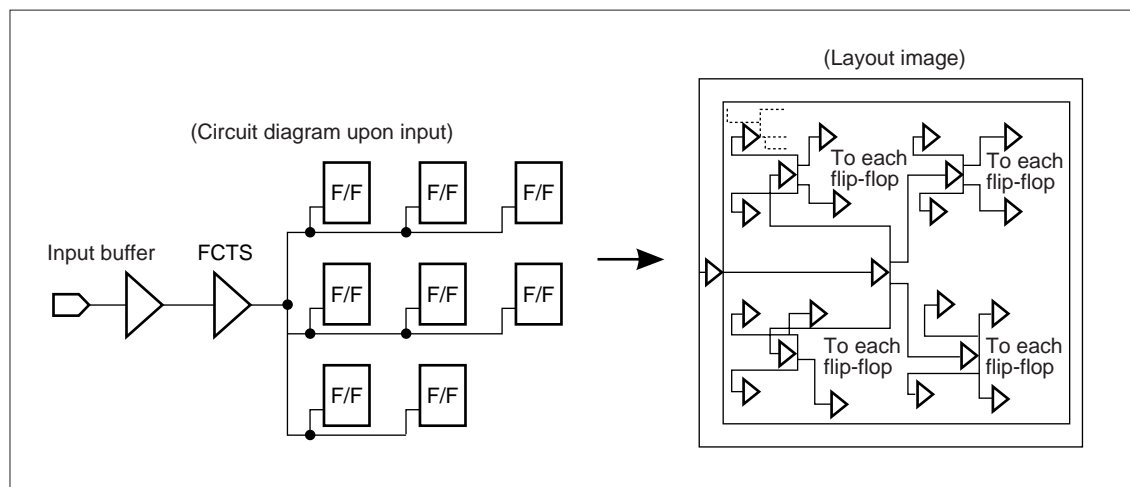 (Layout image)
(Circuit diagram upon input)
To each
flip-flop
To each
flip-flop
F/F
F/F
F/F
Input buffer
FCTS
F/F
F/F
F/F
To each
flip-flop
To each
flip-flop
F/F
F/F